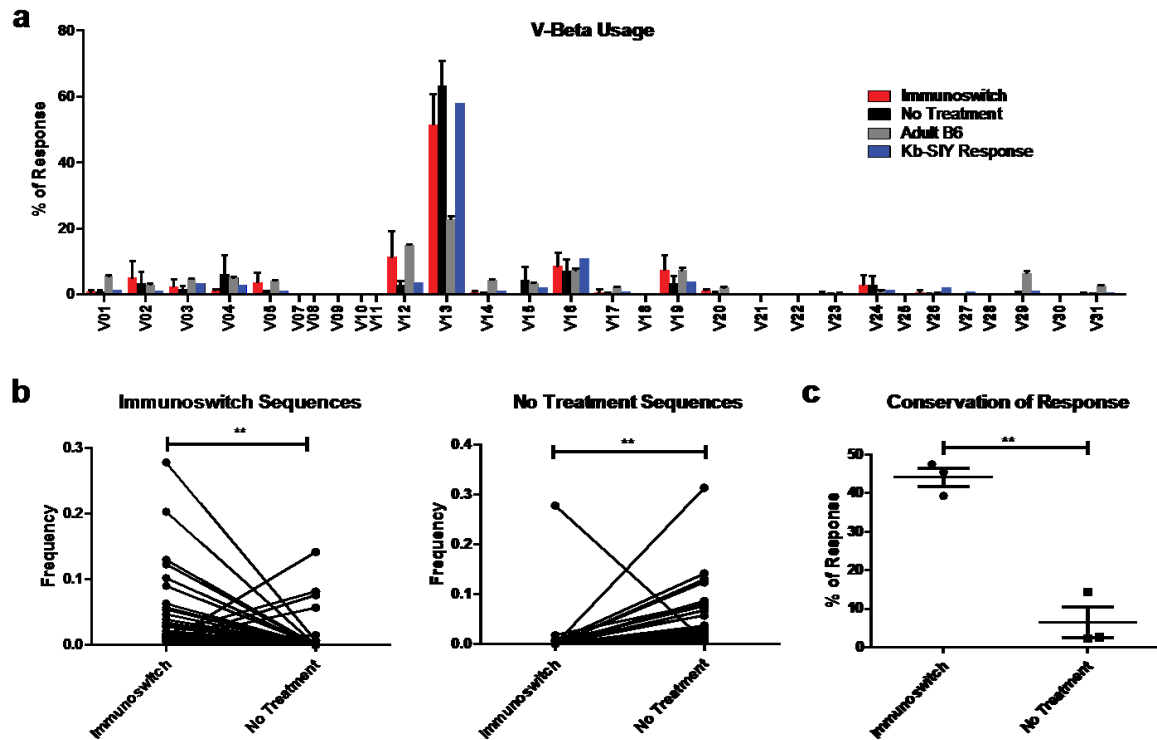 a
V-Beta Usage
80
60
40
20
0
% of Response
Immunoswitch
No Treatment
Adult B6
Kb-SIY Response
V01
V02
V03
V04
V05
V07
V08
V09
V10
V11
V12
V13
V14
V15
V16
V17
V18
V19
V20
V21
V22
V23
V24
V25
V26
V27
V28
V29
V30
V31
b
Immunoswitch Sequences
**
0.3
0.2
0.1
0.0
Frequency
Immunoswitch
No Treatment
No Treatment Sequences
**
0.4
0.3
0.2
0.1
0.0
Frequency
Immunoswitch
No Treatment
c
Conservation of Response
**
50
40
30
20
10
0
% of Response
Immunoswitch
No Treatment